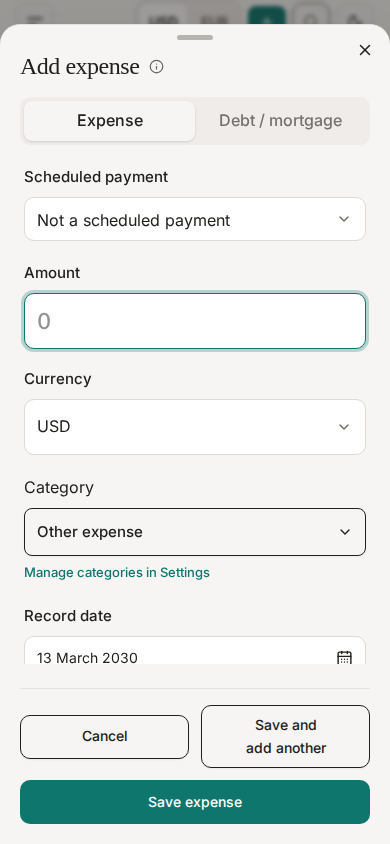 Add expense
Expense
Debt / mortgage
Scheduled payment
Not a scheduled payment
Amount
0
Currency
USD
Category
Other expense
Manage categories in Settings
Record date
13 March 2030
Cancel
Save and
add another
Save expense